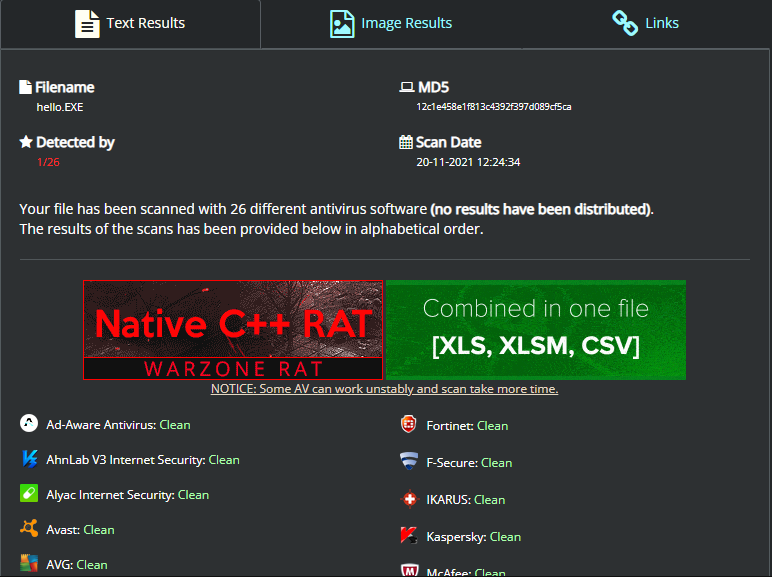 Text Results
Image Results
Links
Filename
hello.EXE
MD5
12c1e458e1f813c4392f397d089cf5ca
Detected by
1/26
Scan Date
20-11-2021 12:24:34
Your file has been scanned with 26 different antivirus software (no results have been distributed).
The results of the scans has been provided below in alphabetical order.
Native C++ RAT
WARZONE RAT
Combined in one file
[XLS, XLSM, CSV]
NOTICE: Some AV can work unstably and scan take more time.
Ad-Aware Antivirus: Clean
AhnLab V3 Internet Security: Clean
Alyac Internet Security: Clean
Avast: Clean
AVG: Clean
Fortinet: Clean
F-Secure: Clean
IKARUS: Clean
Kaspersky: Clean
McAfee: Clean